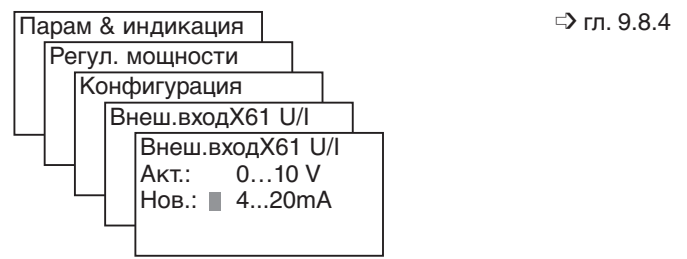 Парам & индикация
➩ гл. 9.8.4
Регул. мощности
Конфигурация
Внеш.входX61 U/I
Внеш.входX61 U/I
Акт.: 0...10 V
Нов.: 4...20mA